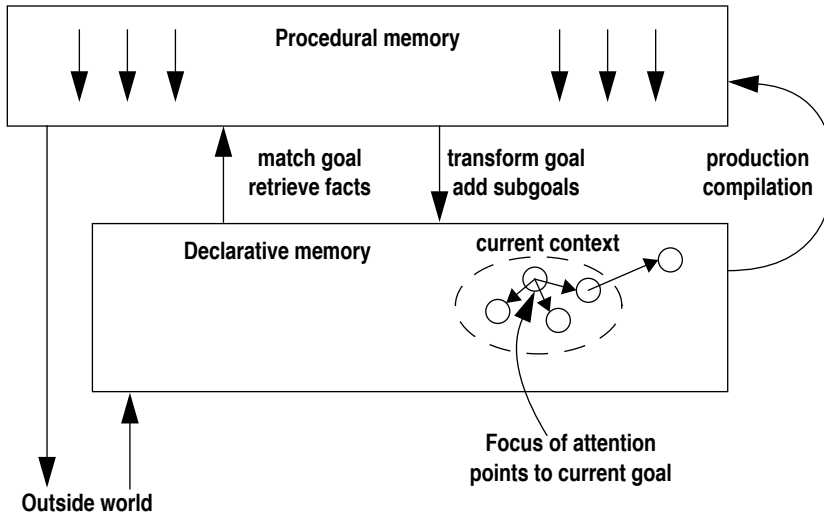 Procedural memory
match goal
retrieve facts
transform goal
add subgoals
production
compilation
Declarative memory
current context
Focus of attention
points to current goal
Outside world